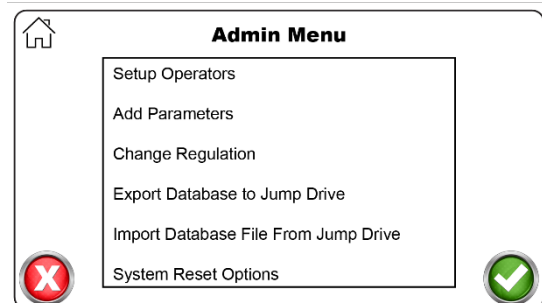 Admin Menu
Setup Operators
Add Parameters
Change Regulation
Export Database to Jump Drive
Import Database File From Jump Drive
System Reset Options